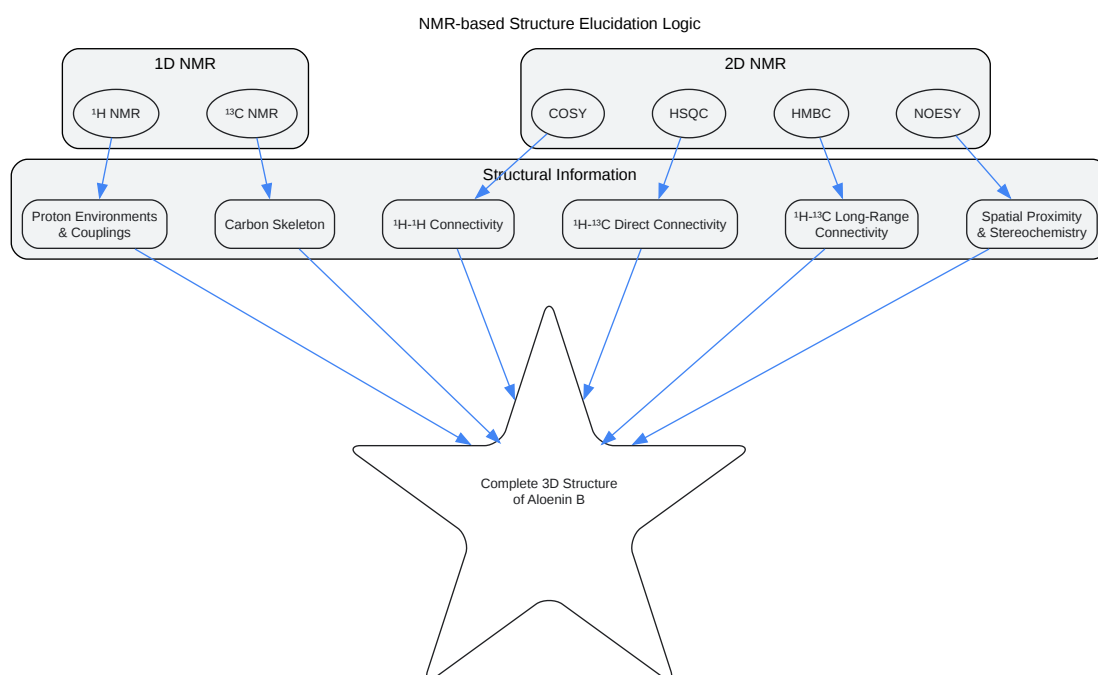 NMR-based Structure Elucidation Logic
1D NMR
2D NMR
¹H NMR
¹³C NMR
COSY
HSQC
HMBC
NOESY
Structural Information
Proton Environments
& Couplings
Carbon Skeleton
¹H-¹H Connectivity
¹H-¹³C Direct Connectivity
¹H-¹³C Long-Range
Connectivity
Spatial Proximity
& Stereochemistry
Complete 3D Structure
of Aloenin B